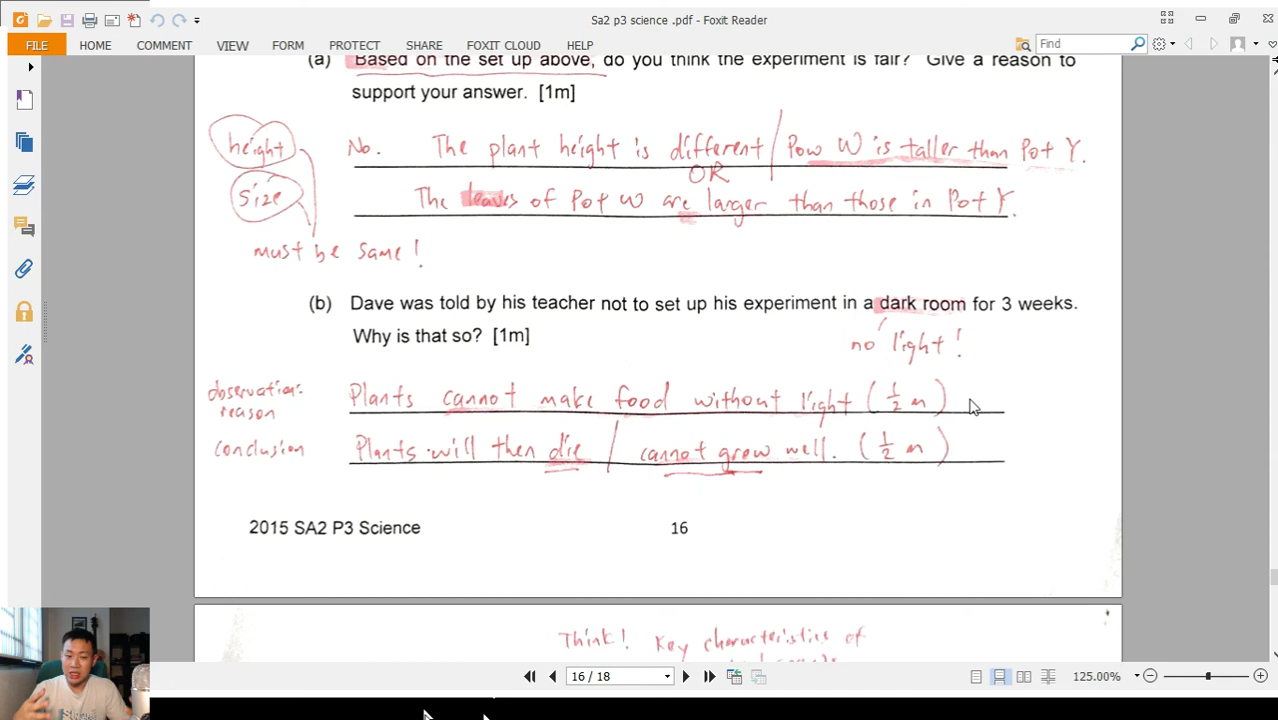 Sa2 p3 science .pdf - Foxit Reader
FILE HOME COMMENT VIEW FORM PROTECT SHARE FOXIT CLOUD HELP Find
(a) Based on the set up above, do you think the experiment is fair? Give a reason to
support your answer. [1m]
height No. The plant height is different / Pow W is taller than Pot Y.
OR
size The leaves of Pot W are larger than those in Pot Y.
must be same!
(b) Dave was told by his teacher not to set up his experiment in a dark room for 3 weeks.
Why is that so? [1m]
no light!
observation: Plants cannot make food without light (1/2 m)
reason
conclusion Plants will then die / cannot grow well. (1/2 m)
2015 SA2 P3 Science 16
Think! Key characteristics of
16 / 18 125.00%